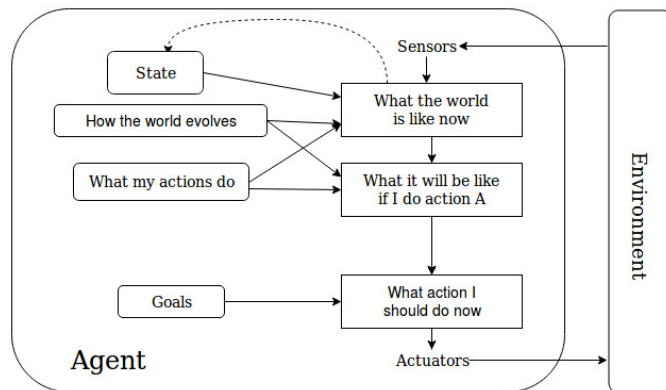 Sensors
State
What the world
is like now
How the world evolves
What my actions do
What it will be like
if I do action A
Environment
Goals
What action I
should do now
Agent
Actuators